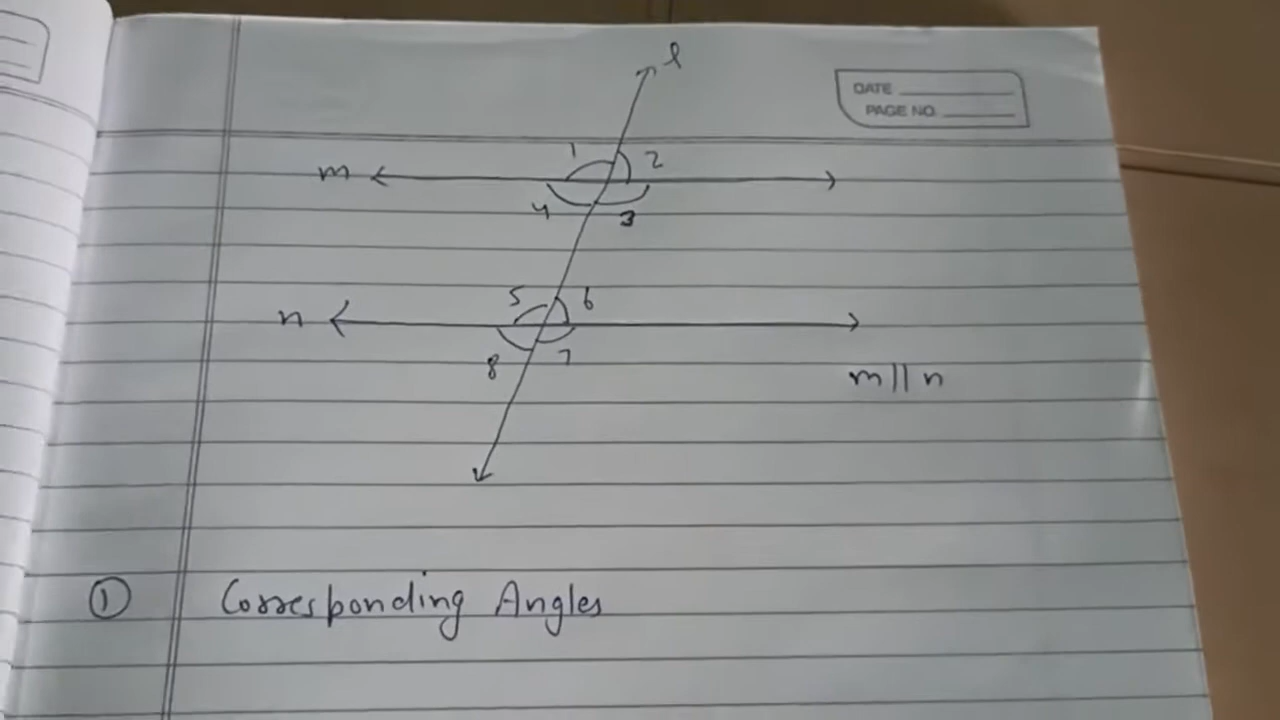 l
DATE
PAGE NO.
1 2
m
4 3
5 6
n
8 7
m || n
① Corresponding Angles